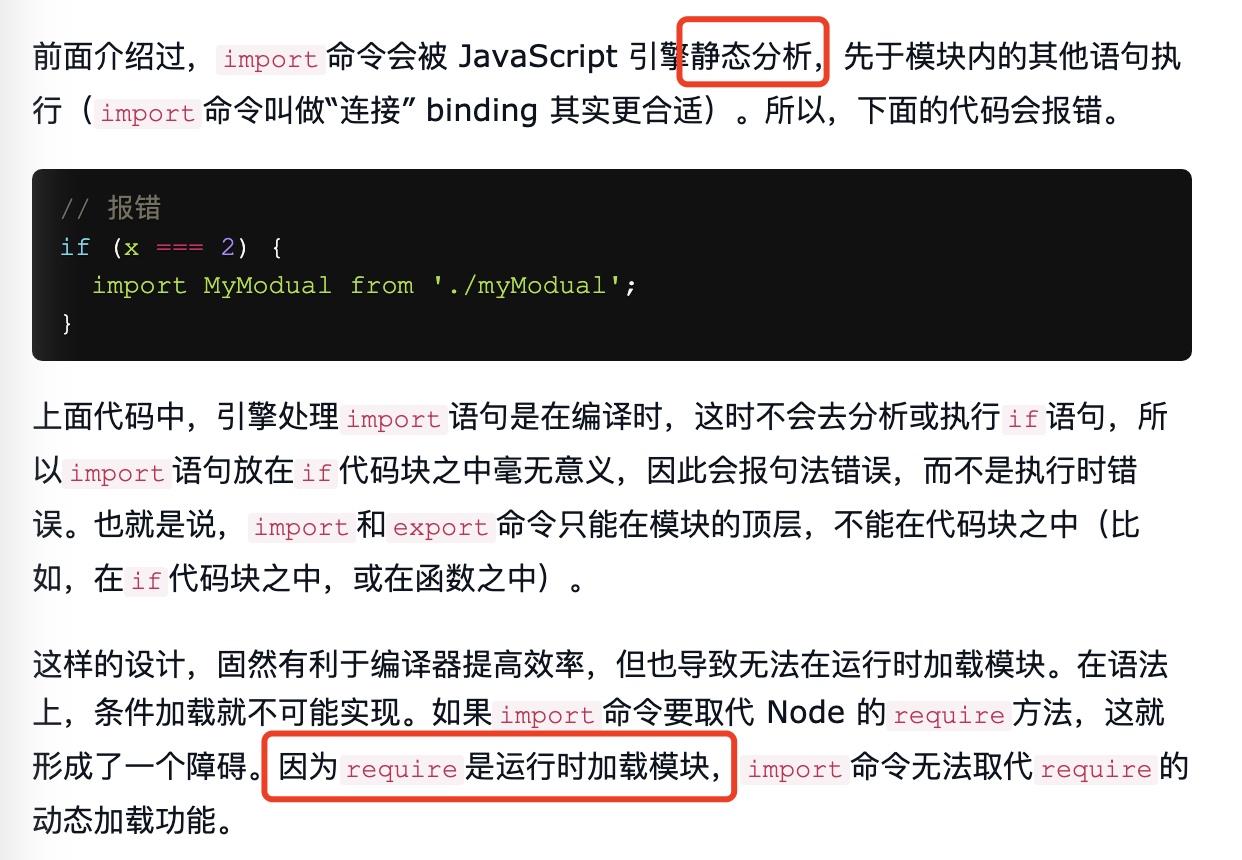 前面介绍过，import命令会被 JavaScript 引擎静态分析，先于模块内的其他语句执
行（import命令叫做“连接” binding 其实更合适）。所以，下面的代码会报错。
// 报错
if (x === 2) {
  import MyModual from './myModual';
}
上面代码中，引擎处理import语句是在编译时，这时不会去分析或执行if语句，所
以import语句放在if代码块之中毫无意义，因此会报句法错误，而不是执行时错
误。也就是说，import和export命令只能在模块的顶层，不能在代码块之中（比
如，在if代码块之中，或在函数之中）。
这样的设计，固然有利于编译器提高效率，但也导致无法在运行时加载模块。在语法
上，条件加载就不可能实现。如果import命令要取代 Node 的require方法，这就
形成了一个障碍。因为require是运行时加载模块，import命令无法取代require的
动态加载功能。